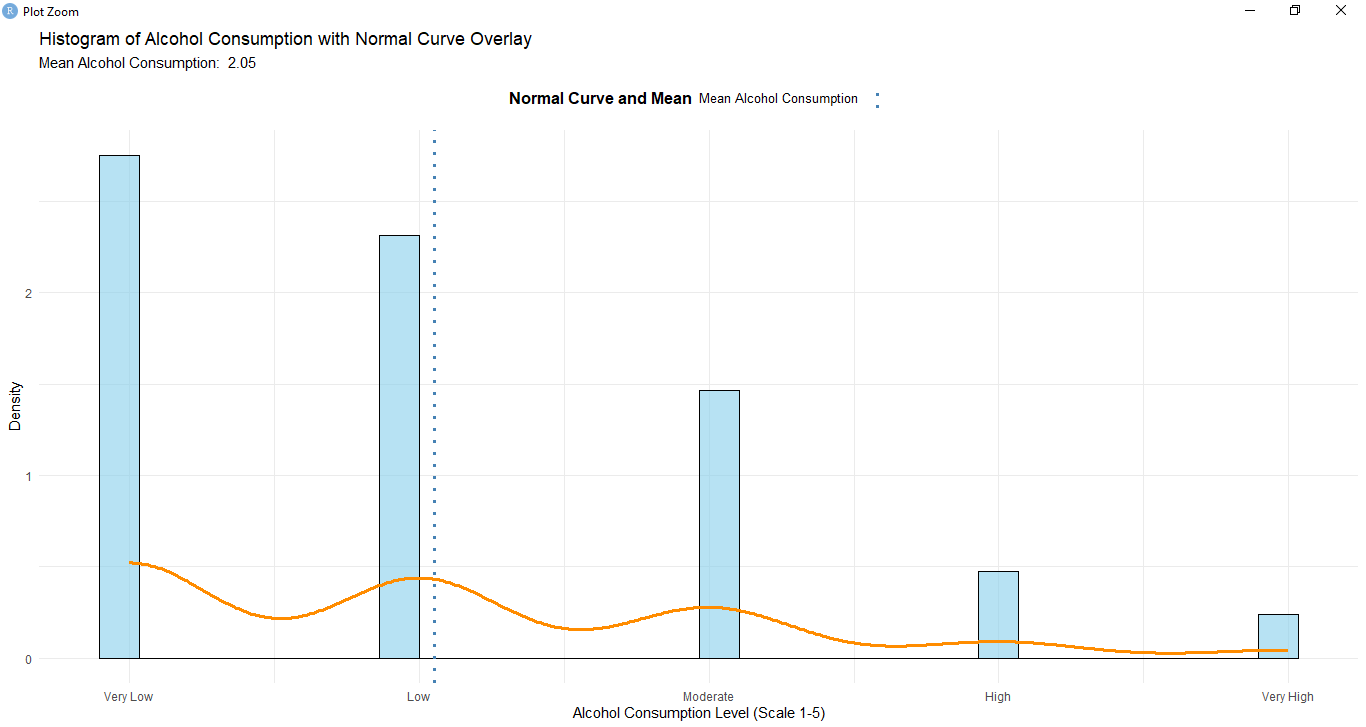 R Plot Zoom
Histogram of Alcohol Consumption with Normal Curve Overlay
Mean Alcohol Consumption: 2.05
Normal Curve and Mean Mean Alcohol Consumption
2
1
0
Density
Very Low Low Moderate High Very High
Alcohol Consumption Level (Scale 1-5)